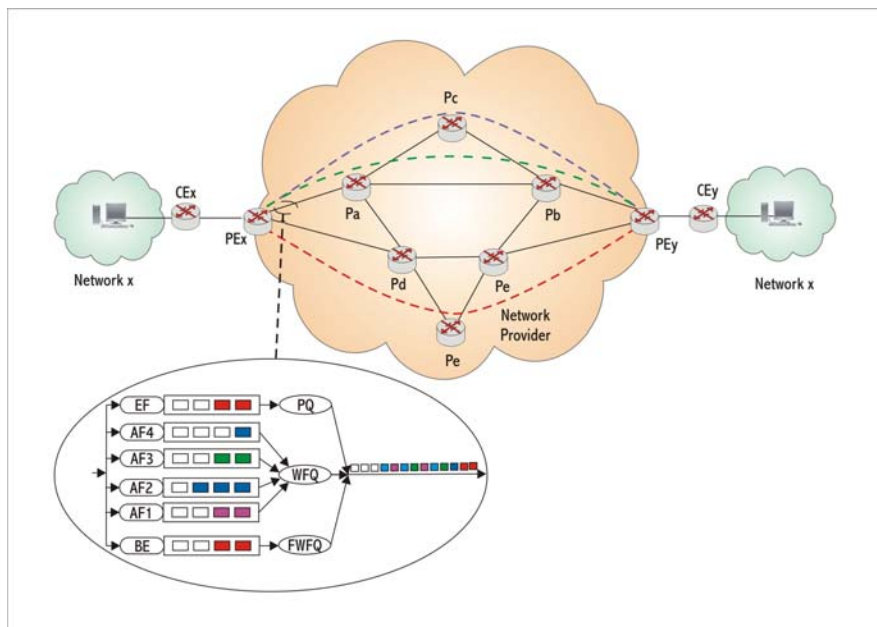 Pc
CEx
CEy
Pa
Pb
PEx
PEy
Network x
Pd
Pe
Network x
Network
Provider
Pe
EF
PQ
AF4
AF3
WFQ
AF2
AF1
BE
FWFQ